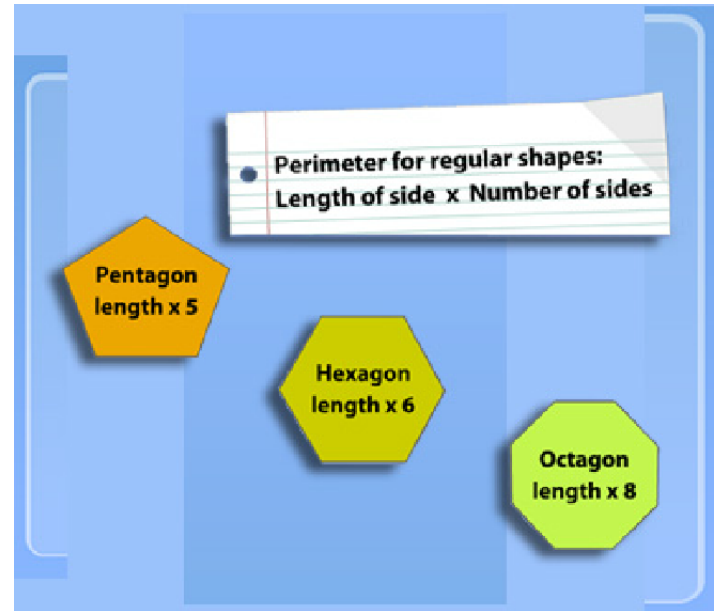 Perimeter for regular shapes:
Length of side x Number of sides
Pentagon
length x 5
Hexagon
length x 6
Octagon
length x 8